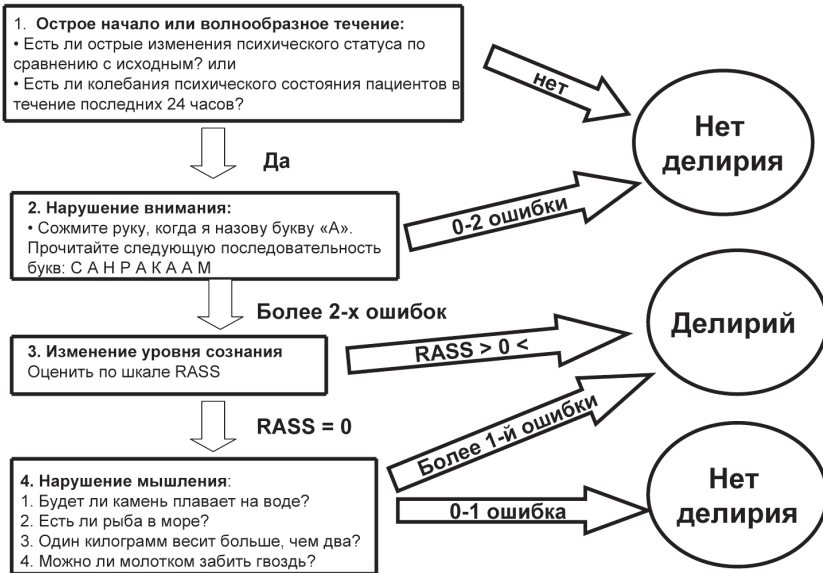 1. Острое начало или волнообразное течение:
• Есть ли острые изменения психического статуса по
сравнению с исходным? или
• Есть ли колебания психического состояния пациентов в
течение последних 24 часов?
нет
Нет
делирия
Да
2. Нарушение внимания:
• Сожмите руку, когда я назову букву «А».
Прочитайте следующую последовательность
букв: С А Н Р А К А А М
0-2 ошибки
Более 2-х ошибок
3. Изменение уровня сознания
Оценить по шкале RASS
RASS > 0 <
Делирий
RASS = 0
4. Нарушение мышления:
1. Будет ли камень плавает на воде?
2. Есть ли рыба в море?
3. Один килограмм весит больше, чем два?
4. Можно ли молотком забить гвоздь?
Более 1-й ошибки
0-1 ошибка
Нет
делирия